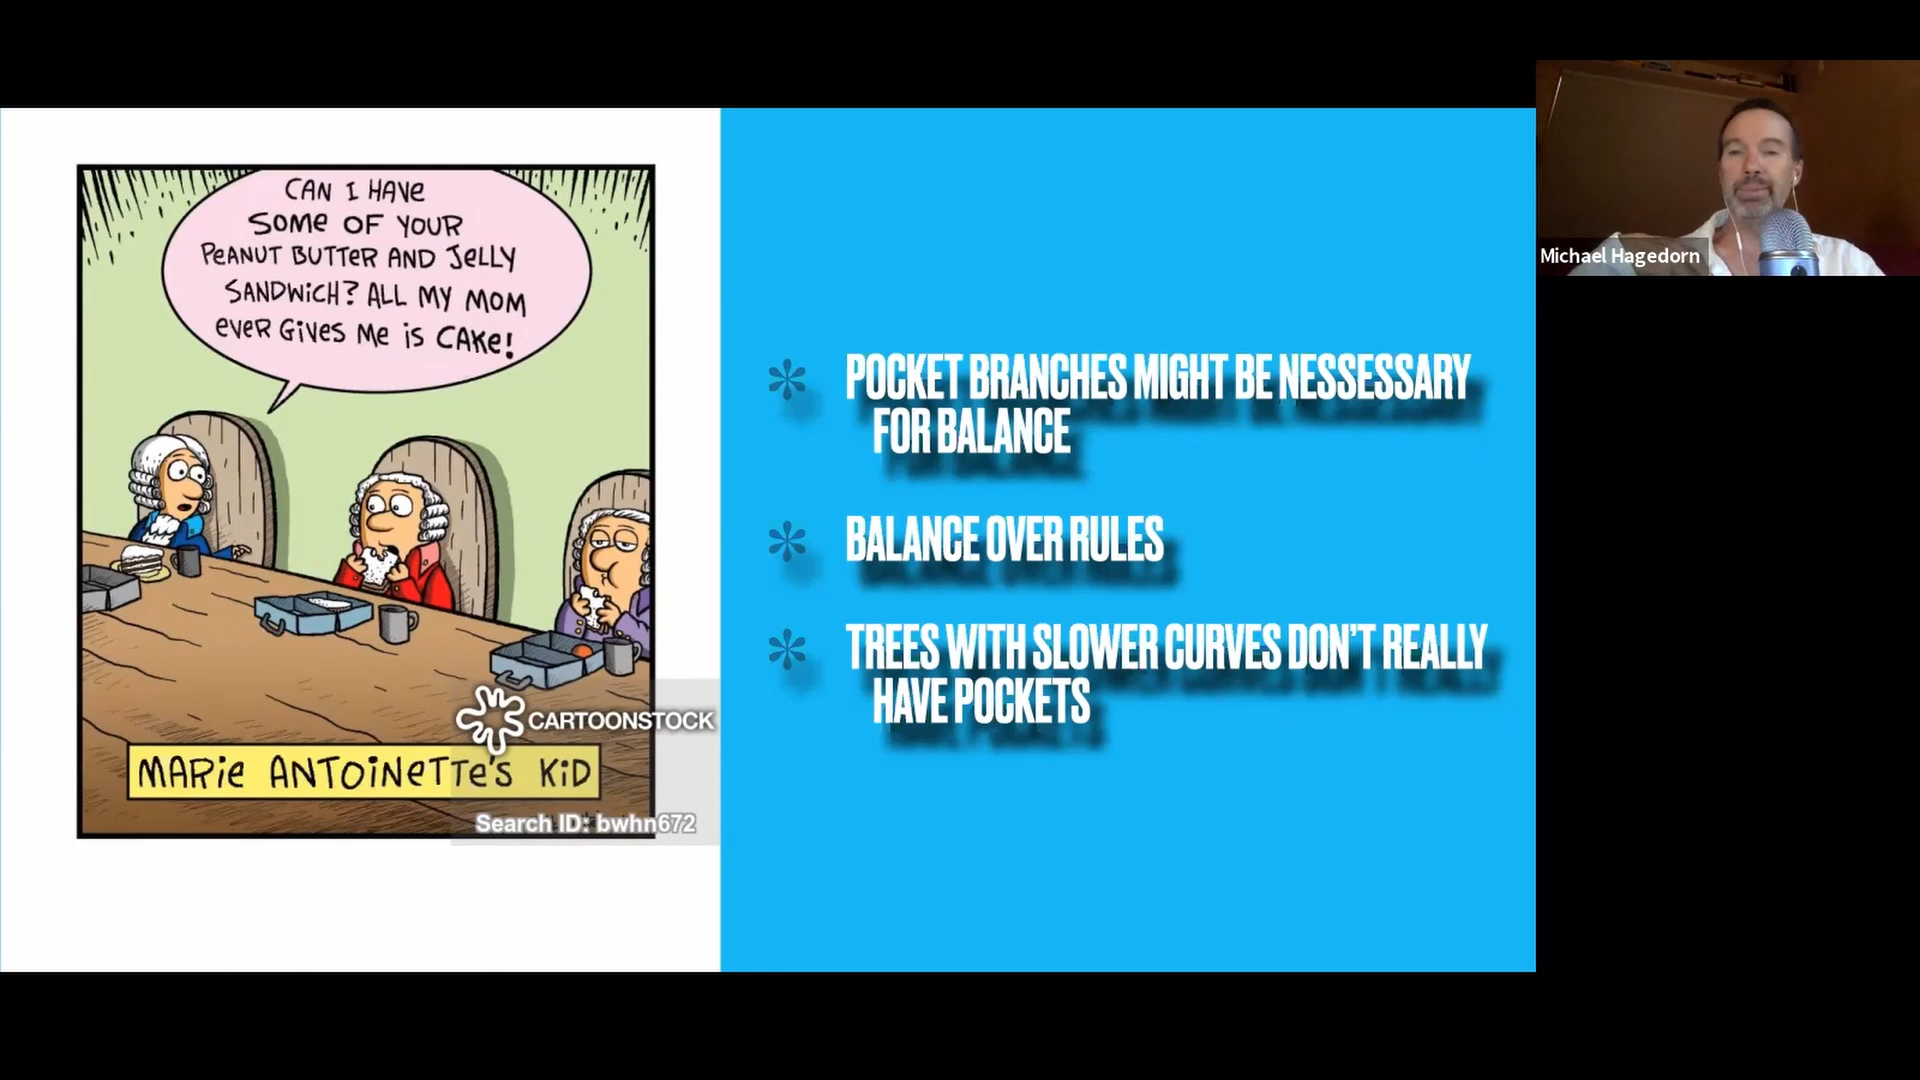 CAN I HAVE
SOME OF YOUR
PEANUT BUTTER AND JELLY
SANDWICH? ALL MY MOM
EVER GIVES ME IS CAKE!
CARTOONSTOCK
MARIE ANTOINETTE'S KID
Search ID: bwhn672
* POCKET BRANCHES MIGHT BE NESSESSARY
FOR BALANCE
* BALANCE OVER RULES
* TREES WITH SLOWER CURVES DON'T REALLY
HAVE POCKETS
Michael Hagedorn